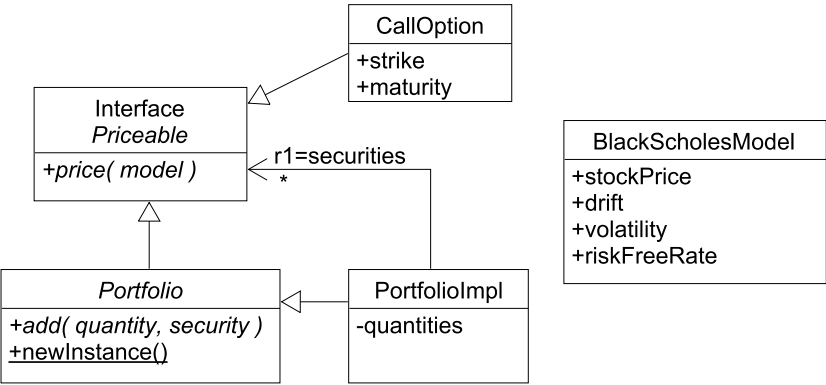 CallOption
+strike
+maturity
Interface
Priceable
+price( model )
r1=securities
*
BlackScholesModel
+stockPrice
+drift
+volatility
+riskFreeRate
Portfolio
+add( quantity, security )
+newInstance()
PortfolioImpl
-quantities